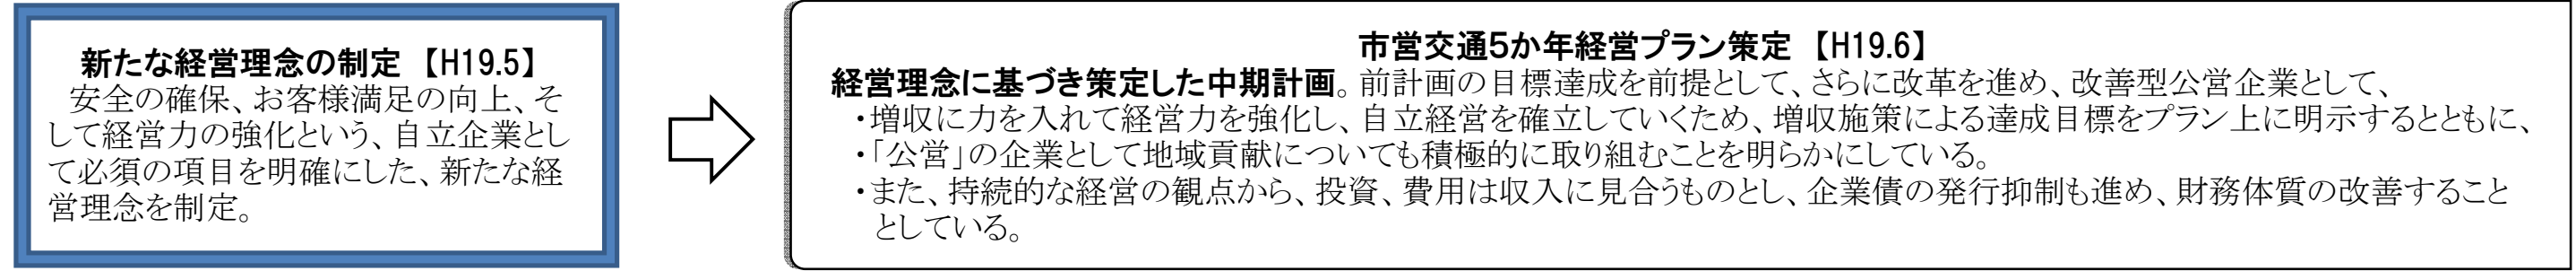 新たな経営理念の制定 【H19.5】
安全の確保、お客様満足の向上、そ
して経営力の強化という、自立企業とし
て必須の項目を明確にした、新たな経
営理念を制定。
市営交通5か年経営プラン策定 【H19.6】
経営理念に基づき策定した中期計画。前計画の目標達成を前提として、さらに改革を進め、改善型公営企業として、
・増収に力を入れて経営力を強化し、自立経営を確立していくため、増収施策による達成目標をプラン上に明示するとともに、
・「公営」の企業として地域貢献についても積極的に取り組むことを明らかにしている。
・また、持続的な経営の観点から、投資、費用は収入に見合うものとし、企業債の発行抑制も進め、財務体質の改善すること
としている。